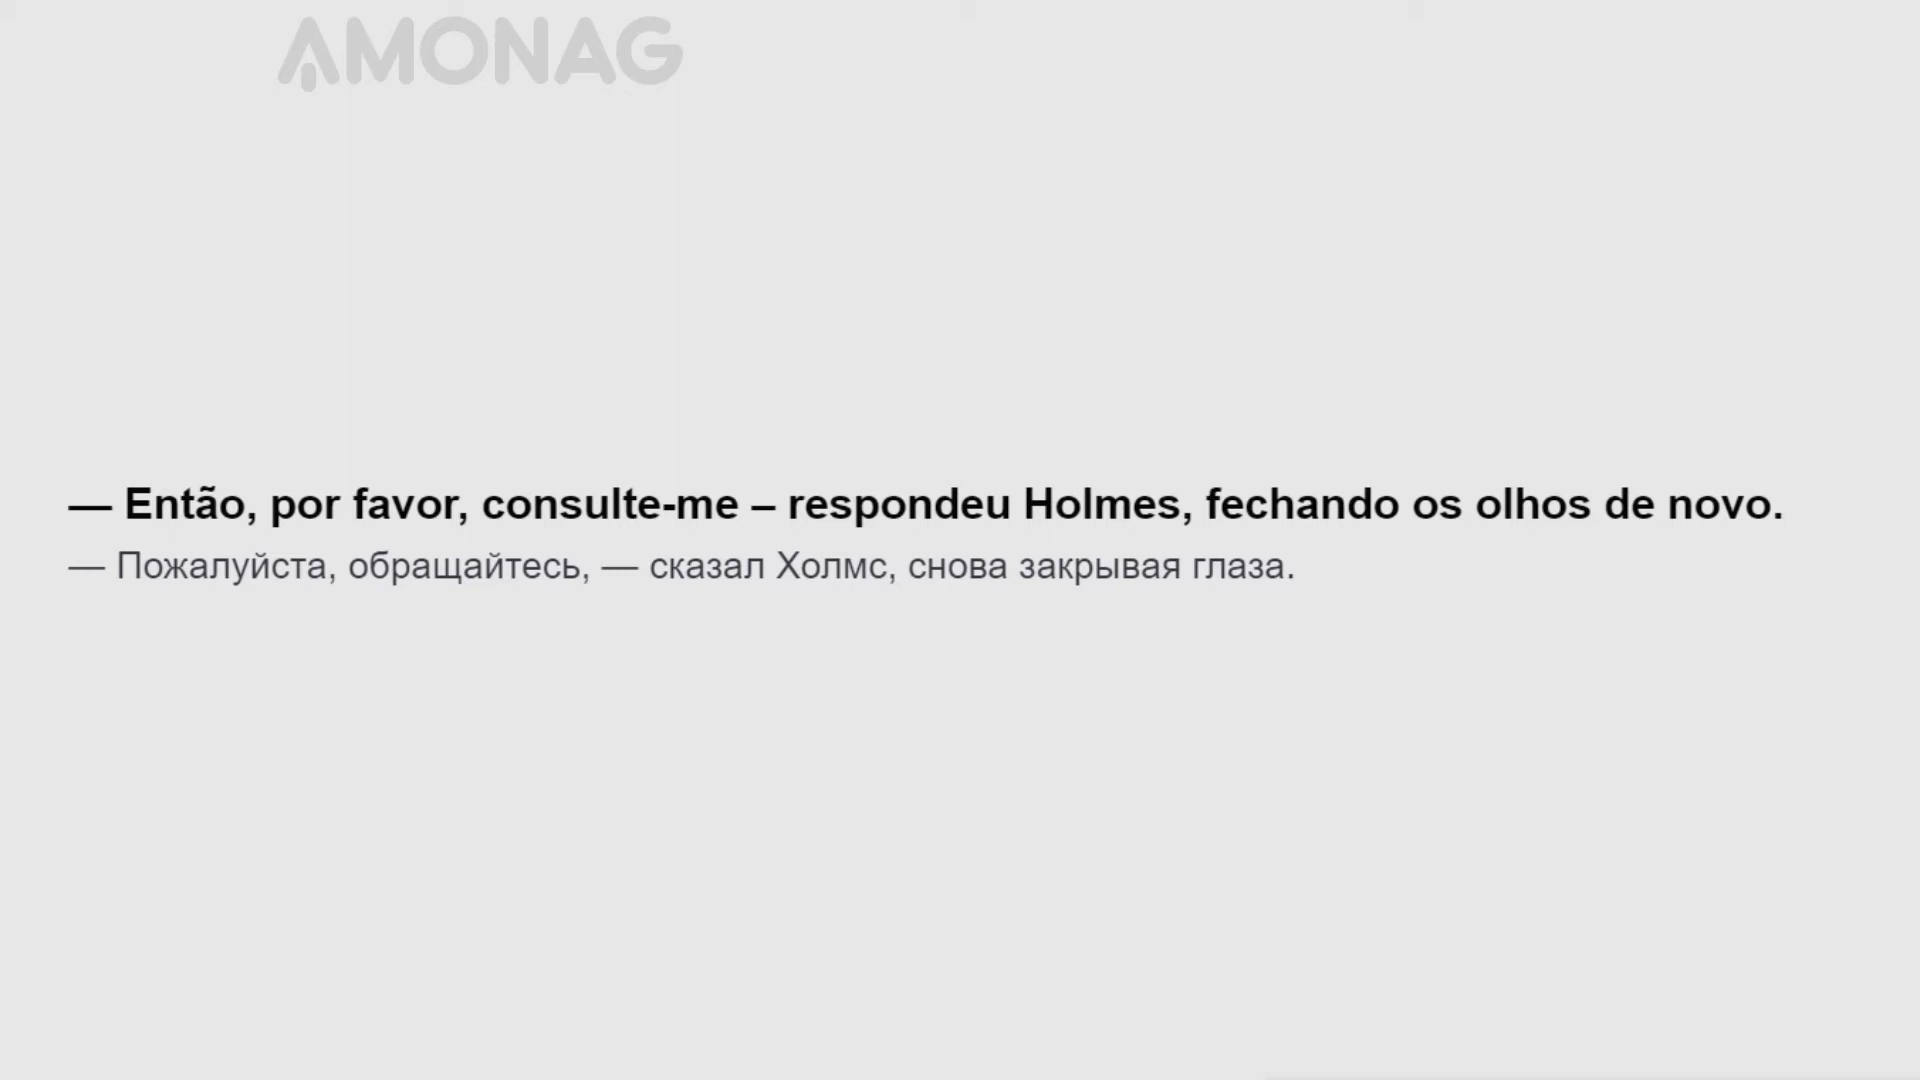 AMONAG
— Então, por favor, consulte-me – respondeu Holmes, fechando os olhos de novo.
— Пожалуйста, обращайтесь, — сказал Холмс, снова закрывая глаза.